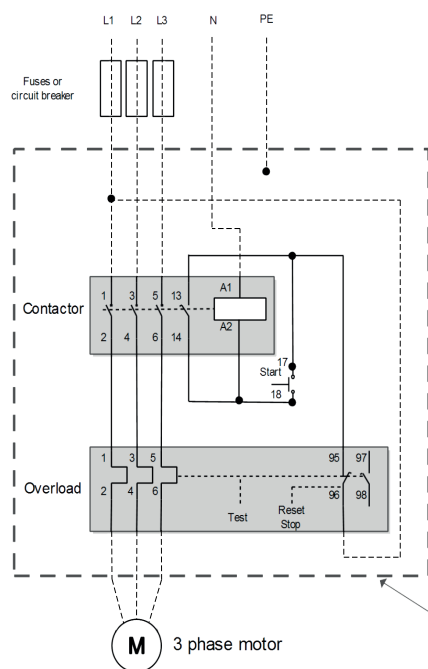 L1 L2 L3 N PE
Fuses or
circuit breaker
Contactor
1 3 5 13 A1
2 4 6 14 A2
17
Start
18
Overload
1 3 5 95 97
2 4 6 96 98
Test
Reset
Stop
M 3 phase motor